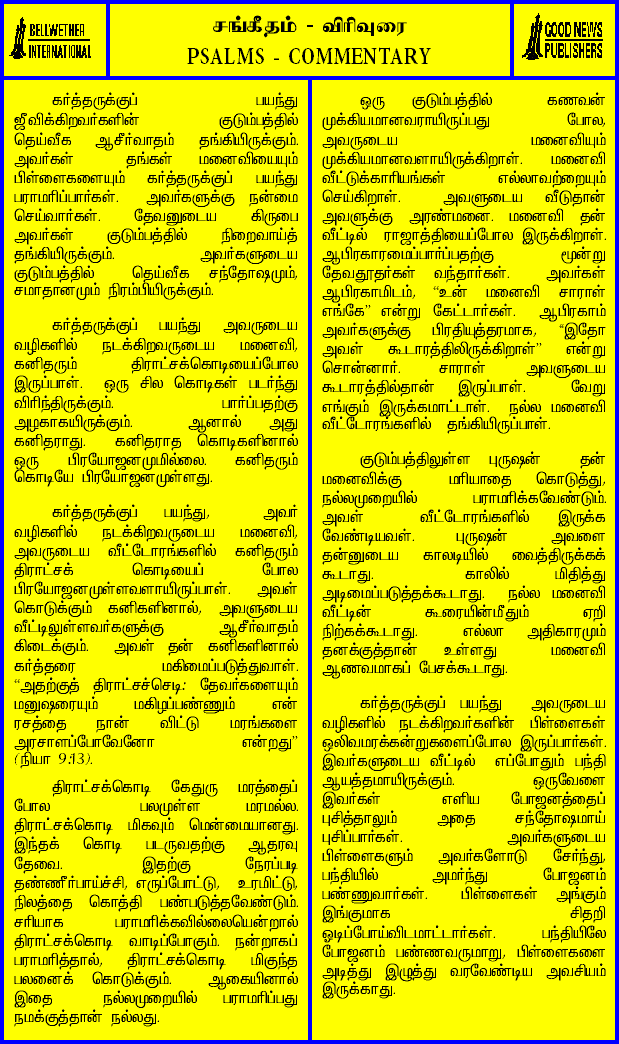 BELLWETHER
INTERNATIONAL
சங்கீதம் - விரிவுரை
PSALMS - COMMENTARY
GOOD NEWS
PUBLISHERS
கர்த்தருக்குப் பயந்து
ஜீவிக்கிறவர்களின் குடும்பத்தில்
தெய்வீக ஆசீர்வாதம் தங்கியிருக்கும்.
அவர்கள் தங்கள் மனைவியையும்
பிள்ளைகளையும் கர்த்தருக்குப் பயந்து
பராமரிப்பார்கள். அவர்களுக்கு நன்மை
செய்வார்கள். தேவனுடைய கிருபை
அவர்கள் குடும்பத்தில் நிறைவாய்த்
தங்கியிருக்கும். அவர்களுடைய
குடும்பத்தில் தெய்வீக சந்தோஷமும்,
சமாதானமும் நிரம்பியிருக்கும்.
கர்த்தருக்குப் பயந்து அவருடைய
வழிகளில் நடக்கிறவருடைய மனைவி,
கனிதரும் திராட்சக்கொடியைப்போல
இருப்பாள். ஒரு சில கொடிகள் படர்ந்து
விரிந்திருக்கும். பார்ப்பதற்கு
அழகாகயிருக்கும். ஆனால் அது
கனிதராது. கனிதராத கொடிகளினால்
ஒரு பிரயோஜனமுமில்லை. கனிதரும்
கொடியே பிரயோஜனமுள்ளது.
கர்த்தருக்குப் பயந்து, அவர்
வழிகளில் நடக்கிறவருடைய மனைவி,
அவருடைய வீட்டோரங்களில் கனிதரும்
திராட்சக் கொடியைப் போல
பிரயோஜனமுள்ளவளாயிருப்பாள். அவள்
கொடுக்கும் கனிகளினால், அவளுடைய
வீட்டிலுள்ளவர்களுக்கு ஆசீர்வாதம்
கிடைக்கும். அவள் தன் கனிகளினால்
கர்த்தரை மகிமைப்படுத்துவாள்.
“அதற்குத் திராட்சச்செடி: தேவர்களையும்
மனுஷரையும் மகிழப்பண்ணும் என்
ரசத்தை நான் விட்டு மரங்களை
அரசாளப்போவேனோ என்றது”
(நியா 9:13).
திராட்சக்கொடி கேதுரு மரத்தைப்
போல பலமுள்ள மரமல்ல.
திராட்சக்கொடி மிகவும் மென்மையானது.
இந்தக் கொடி படருவதற்கு ஆதரவு
தேவை. இதற்கு நேரப்படி
தண்ணீர்பாய்ச்சி, எருப்போட்டு, உரமிட்டு,
நிலத்தை கொத்தி பண்படுத்தவேண்டும்.
சரியாக பராமரிக்கவில்லையென்றால்
திராட்சக்கொடி வாடிப்போகும். நன்றாகப்
பராமரித்தால், திராட்சக்கொடி மிகுந்த
பலனைக் கொடுக்கும். ஆகையினால்
இதை நல்லமுறையில் பராமரிப்பது
நமக்குத்தான் நல்லது.
ஒரு குடும்பத்தில் கணவன்
முக்கியமானவராயிருப்பது போல,
அவருடைய மனைவியும்
முக்கியமானவளாயிருக்கிறாள். மனைவி
வீட்டுக்காரியங்கள் எல்லாவற்றையும்
செய்கிறாள். அவளுடைய வீடுதான்
அவளுக்கு அரண்மனை. மனைவி தன்
வீட்டில் ராஜாத்தியைப்போல இருக்கிறாள்.
ஆபிரகாமைப்பார்ப்பதற்கு மூன்று
தேவதூதர்கள் வந்தார்கள். அவர்கள்
ஆபிரகாமிடம், “உன் மனைவி சாராள்
எங்கே” என்று கேட்டார்கள். ஆபிரகாம்
அவர்களுக்கு பிரதியுத்தரமாக, “இதோ
அவள் கூடாரத்திலிருக்கிறாள்” என்று
சொன்னார். சாராள் அவளுடைய
கூடாரத்தில்தான் இருப்பாள். வேறு
எங்கும் இருக்கமாட்டாள். நல்ல மனைவி
வீட்டோரங்களில் தங்கியிருப்பாள்.
குடும்பத்திலுள்ள புருஷன் தன்
மனைவிக்கு மரியாதை கொடுத்து,
நல்லமுறையில் பராமரிக்கவேண்டும்.
அவள் வீட்டோரங்களில் இருக்க
வேண்டியவள். புருஷன் அவளை
தன்னுடைய காலடியில் வைத்திருக்கக்
கூடாது. காலில் மிதித்து
அடிமைப்படுத்தக்கூடாது. நல்ல மனைவி
வீட்டின் கூரையின்மீதும் ஏறி
நிற்கக்கூடாது. எல்லா அதிகாரமும்
தனக்குத்தான் உள்ளது மனைவி
ஆணவமாகப் பேசக்கூடாது.
கர்த்தருக்குப் பயந்து அவருடைய
வழிகளில் நடக்கிறவர்களின் பிள்ளைகள்
ஒலிவமரக்கன்றுகளைப்போல இருப்பார்கள்.
இவர்களுடைய வீட்டில் எப்போதும் பந்தி
ஆயத்தமாயிருக்கும். ஒருவேளை
இவர்கள் எளிய போஜனத்தைப்
புசித்தாலும் அதை சந்தோஷமாய்
புசிப்பார்கள். அவர்களுடைய
பிள்ளைகளும் அவர்களோடு சேர்ந்து,
பந்தியில் அமர்ந்து போஜனம்
பண்ணுவார்கள். பிள்ளைகள் அங்கும்
இங்குமாக சிதறி
ஓடிப்போய்விடமாட்டார்கள். பந்தியிலே
போஜனம் பண்ணவருமாறு, பிள்ளைகளை
அடித்து இழுத்து வரவேண்டிய அவசியம்
இருக்காது.